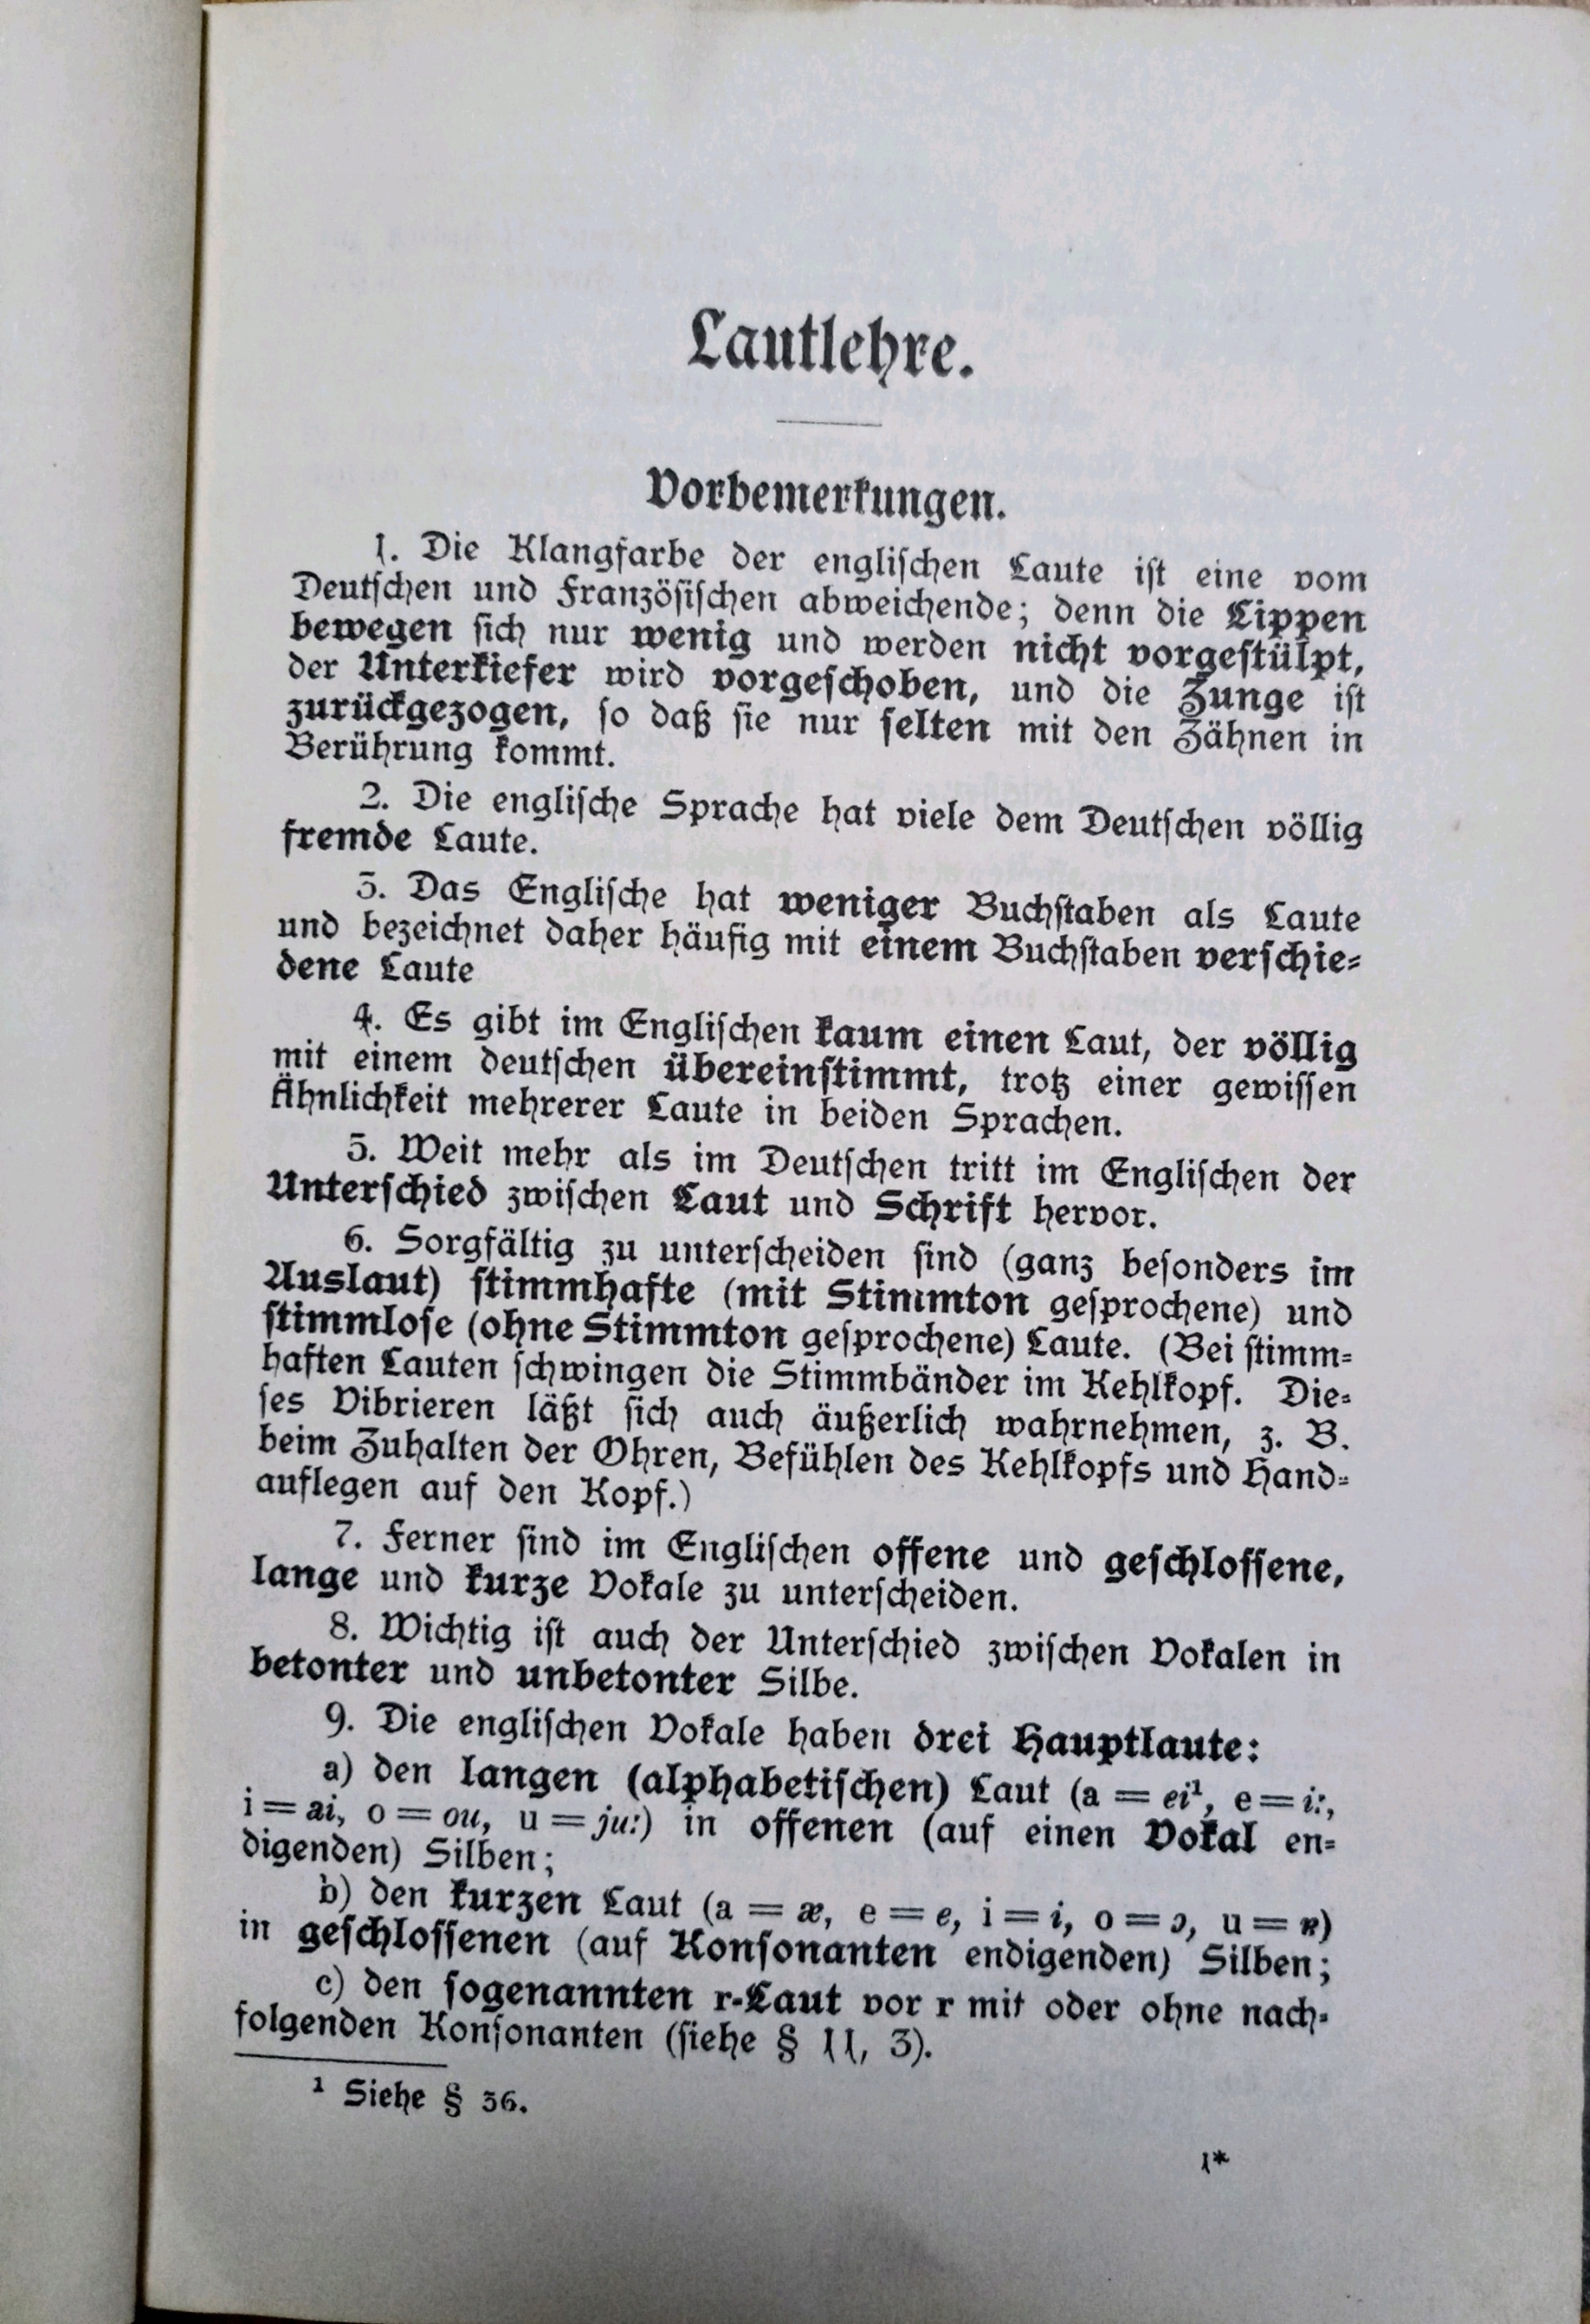 Lautlehre.
Vorbemerkungen.
1. Die Klangfarbe der englischen Laute ist eine vom
Deutschen und Französischen abweichende; denn die Lippen
bewegen sich nur wenig und werden nicht vorgestülpt,
der Unterkiefer wird vorgeschoben, und die Zunge ist
zurückgezogen, so daß sie nur selten mit den Zähnen in
Berührung kommt.
2. Die englische Sprache hat viele dem Deutschen völlig
fremde Laute.
3. Das Englische hat weniger Buchstaben als Laute
und bezeichnet daher häufig mit einem Buchstaben verschie-
dene Laute
4. Es gibt im Englischen kaum einen Laut, der völlig
mit einem deutschen übereinstimmt, trotz einer gewissen
Ähnlichkeit mehrerer Laute in beiden Sprachen.
5. Weit mehr als im Deutschen tritt im Englischen der
Unterschied zwischen Laut und Schrift hervor.
6. Sorgfältig zu unterscheiden sind (ganz besonders im
Auslaut) stimmhafte (mit Stimmton gesprochene) und
stimmlose (ohne Stimmton gesprochene) Laute. (Bei stimm-
haften Lauten schwingen die Stimmbänder im Kehlkopf. Die-
ses Vibrieren läßt sich auch äußerlich wahrnehmen, z. B.
beim Zuhalten der Ohren, Befühlen des Kehlkopfs und Hand-
auflegen auf den Kopf.)
7. Ferner sind im Englischen offene und geschlossene,
lange und kurze Vokale zu unterscheiden.
8. Wichtig ist auch der Unterschied zwischen Vokalen in
betonter und unbetonter Silbe.
9. Die englischen Vokale haben drei Hauptlaute:
a) den langen (alphabetischen) Laut (a = ei¹, e = i:,
i = ai, o = ou, u = ju:) in offenen (auf einen Vokal en-
digenden) Silben;
b) den kurzen Laut (a = æ, e = e, i = i, o = ɔ, u = ʀ)
in geschlossenen (auf Konsonanten endigenden) Silben;
c) den sogenannten r-Laut vor r mit oder ohne nach-
folgenden Konsonanten (siehe § 11, 3).
¹ Siehe § 36.
1*